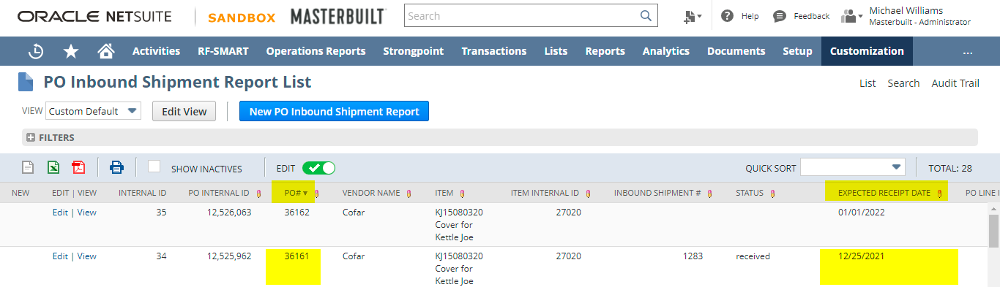 ORACLE NETSUITE SANDBOX MASTERBUILT Search Help Feedback Michael Williams
Masterbuilt - Administrator
Activities RF-SMART Operations Reports Strongpoint Transactions Lists Reports Analytics Documents Setup Customization ...
PO Inbound Shipment Report List List Search Audit Trail
VIEW Custom Default Edit View New PO Inbound Shipment Report
FILTERS
SHOW INACTIVES EDIT QUICK SORT TOTAL: 28
NEW EDIT | VIEW INTERNAL ID PO INTERNAL ID PO# VENDOR NAME ITEM ITEM INTERNAL ID INBOUND SHIPMENT # STATUS EXPECTED RECEIPT DATE PO LINE I
Edit | View 35 12,526,063 36162 Cofar KJ15080320 27020 01/01/2022
Cover for
Kettle Joe
Edit | View 34 12,525,962 36161 Cofar KJ15080320 27020 1283 received 12/25/2021
Cover for
Kettle Joe